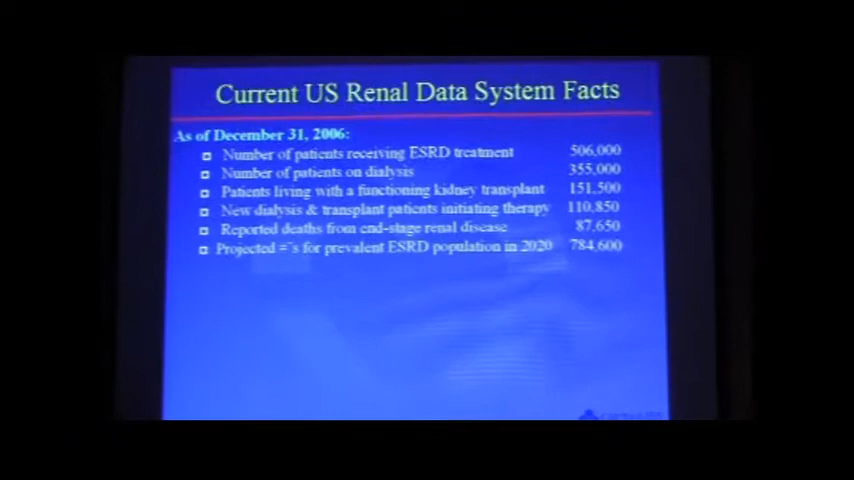 Current US Renal Data System Facts
As of December 31, 2006:
Number of patients receiving ESRD treatment 506,000
Number of patients on dialysis 355,000
Patients living with a functioning kidney transplant 151,500
New dialysis & transplant patients initiating therapy 110,850
Reported deaths from end-stage renal disease 87,650
Projected for prevalent ESRD population in 2020 784,600